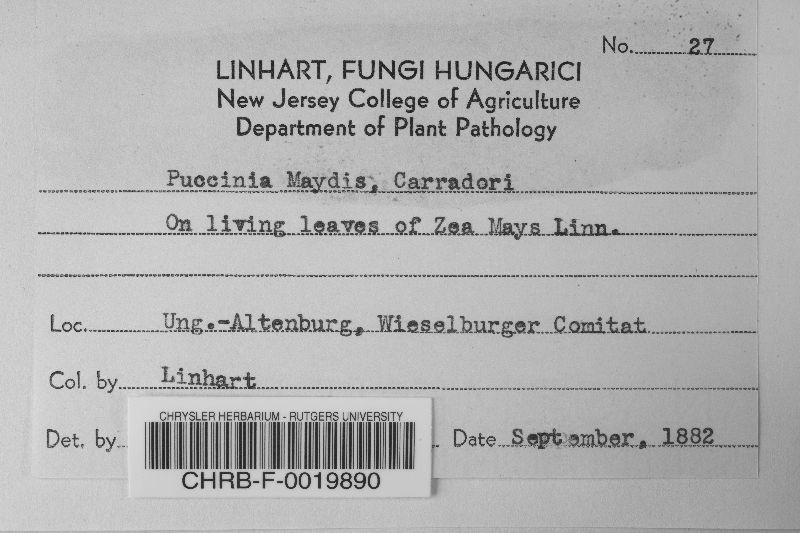 No. 27
LINHART, FUNGI HUNGARICI
New Jersey College of Agriculture
Department of Plant Pathology
Puccinia Maydis, Carradori
On living leaves of Zea Mays Linn.
Loc. Ung.-Altenburg, Wieselburger Comitat
Col. by Linhart
Det. by
Date September, 1882
CHRYSLER HERBARIUM - RUTGERS UNIVERSITY
CHRB-F-0019890